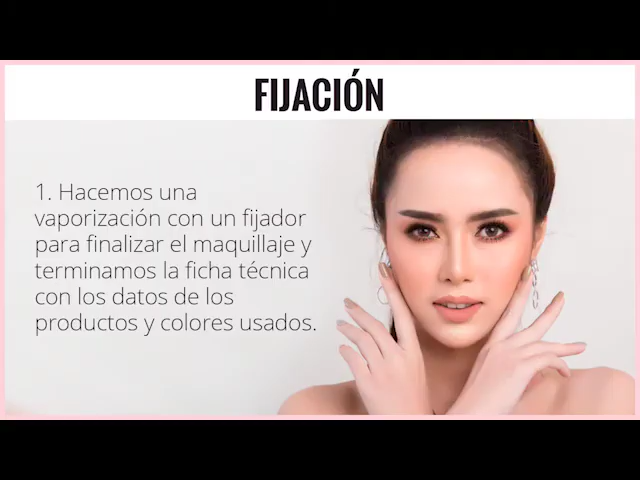 FIJACIÓN
1. Hacemos una
vaporización con un fijador
para finalizar el maquillaje y
terminamos la ficha técnica
con los datos de los
productos y colores usados.